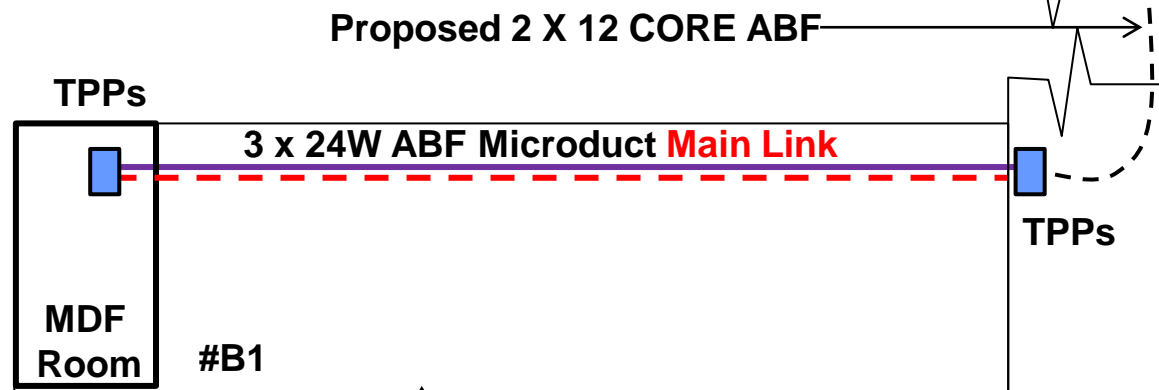 Proposed 2 X 12 CORE ABF
TPPs
3 x 24W ABF Microduct Main Link
TPPs
MDF
Room
#B1